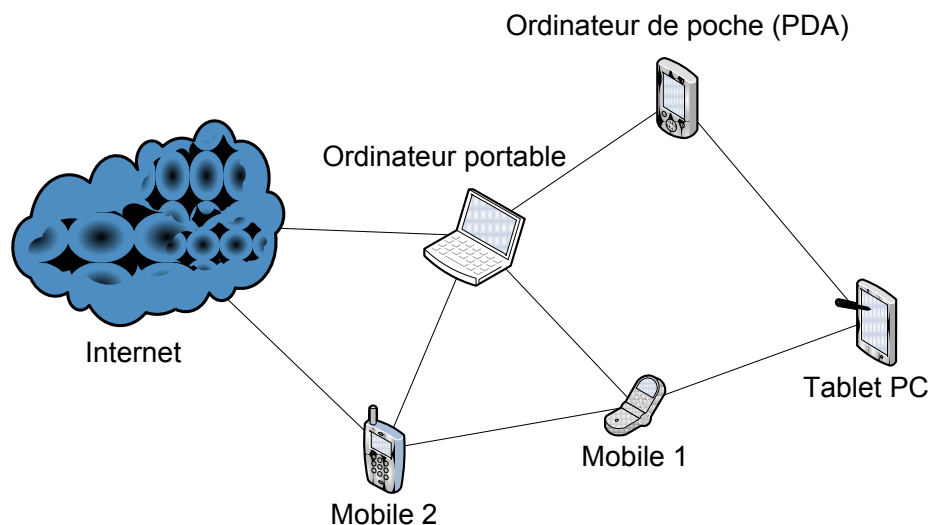 Ordinateur de poche (PDA)
Ordinateur portable
Internet
Tablet PC
Mobile 1
Mobile 2